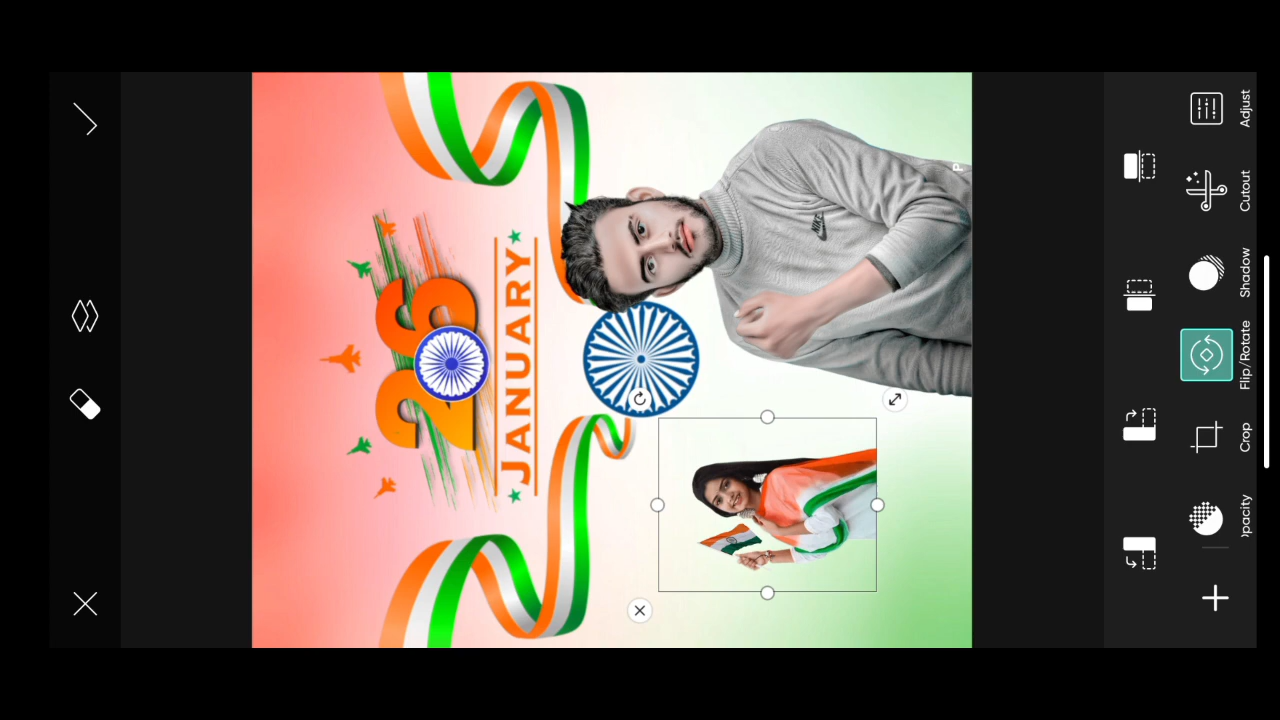 26
JANUARY
P
Adjust
Cutout
Shadow
Flip/Rotate
Crop
pacity